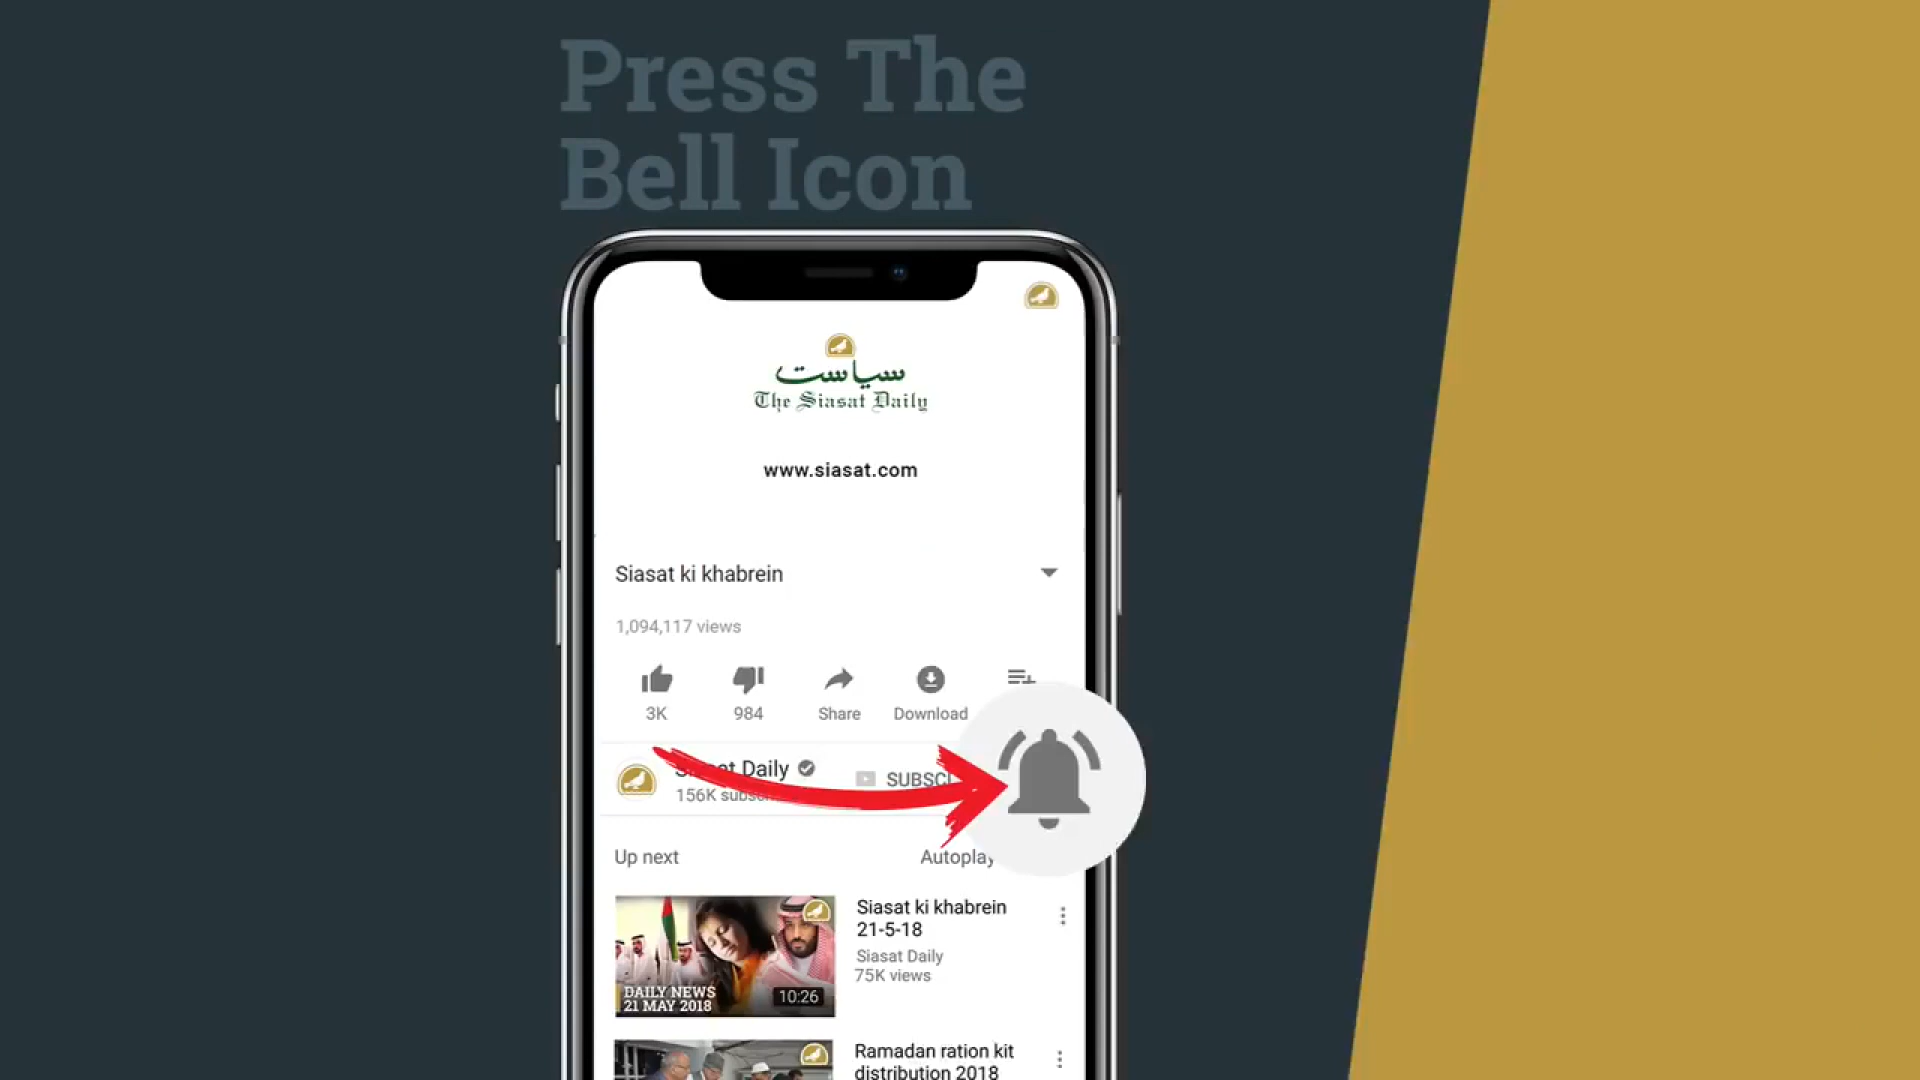 Press The
Bell Icon
سیاست
The Siasat Daily
www.siasat.com
Siasat ki khabrein
1,094,117 views
3K
984
Share
Download
Daily
156K
Up next
Autoplay
Siasat ki khabrein
21-5-18
Siasat Daily
75K views
DAILY NEWS
21 MAY 2018
10:26
Ramadan ration kit
distribution 2018